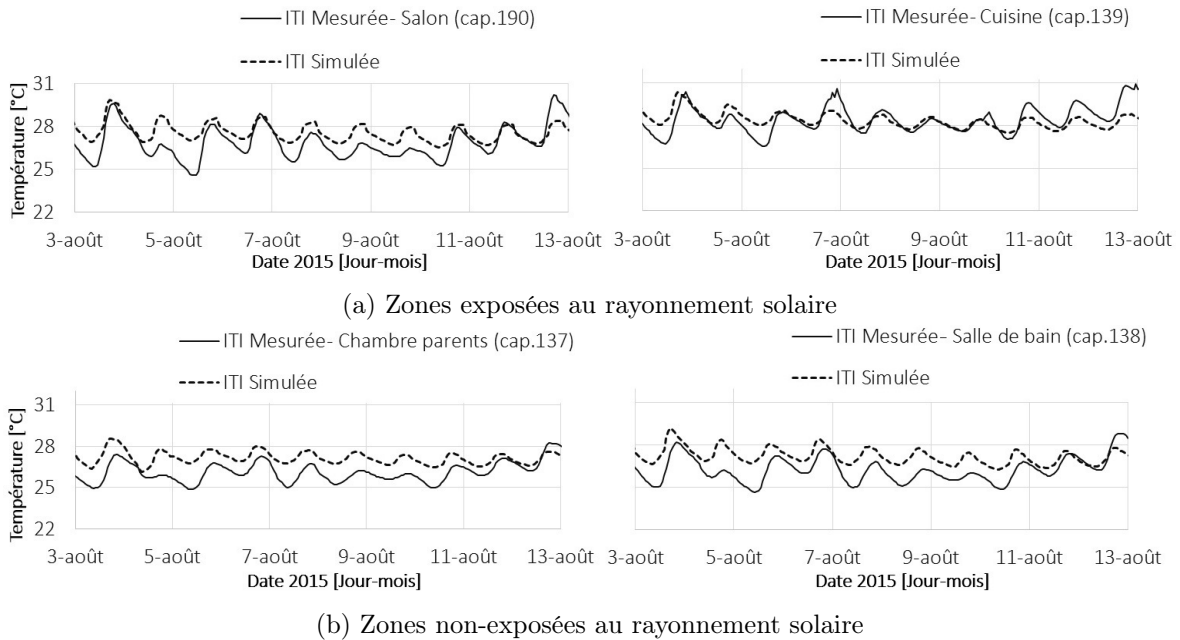 ITI Mesurée- Salon (cap.190)
ITI Simulée
Température [°C]
31
28
25
22
3-août 5-août 7-août 9-août 11-août 13-août
Date 2015 [Jour-mois]
ITI Mesurée- Cuisine (cap.139)
ITI Simulée
3-août 5-août 7-août 9-août 11-août 13-août
Date 2015 [Jour-mois]
(a) Zones exposées au rayonnement solaire
ITI Mesurée- Chambre parents (cap.137)
ITI Simulée
Température [°C]
31
28
25
22
3-août 5-août 7-août 9-août 11-août 13-août
Date 2015 [Jour-mois]
ITI Mesurée- Salle de bain (cap.138)
ITI Simulée
3-août 5-août 7-août 9-août 11-août 13-août
Date 2015 [Jour-mois]
(b) Zones non-exposées au rayonnement solaire